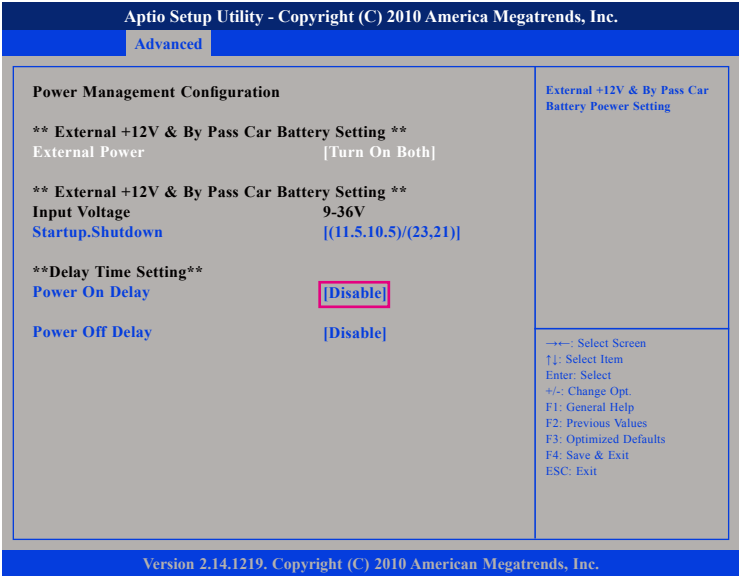 Aptio Setup Utility - Copyright (C) 2010 America Megatrends, Inc.
Advanced
Power Management Configuration
** External +12V & By Pass Car Battery Setting **
External Power [Turn On Both]
** External +12V & By Pass Car Battery Setting **
Input Voltage 9-36V
Startup.Shutdown [(11.5.10.5)/(23,21)]
**Delay Time Setting**
Power On Delay [Disable]
Power Off Delay [Disable]
External +12V & By Pass Car
Battery Poewer Setting
→←: Select Screen
↑↓: Select Item
Enter: Select
+/-: Change Opt.
F1: General Help
F2: Previous Values
F3: Optimized Defaults
F4: Save & Exit
ESC: Exit
Version 2.14.1219. Copyright (C) 2010 American Megatrends, Inc.